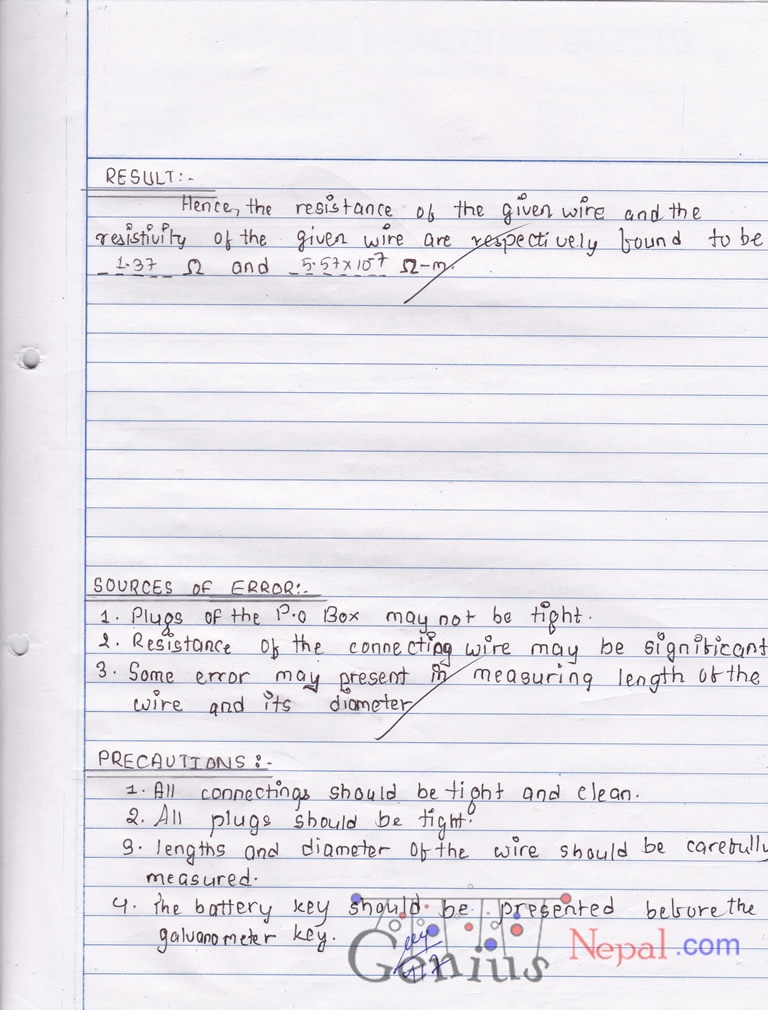 RESULT:-
Hence, the resistance of the given wire and the
resistivity of the given wire are respectively found to be
1.37 Ω and 5.57×10⁷ Ω-m.
SOURCES OF ERROR:-
1. Plugs of the P.O Box may not be tight.
2. Resistance of the connecting wire may be significant
3. Some error may present in measuring length of the
wire and its diameter
PRECAUTIONS:-
1. All connectings should be tight and clean.
2. All plugs should be tight.
3. lengths and diameter of the wire should be carefully
measured.
4. The battery key should be presented before the
galvanometer key.
Genius Nepal.com